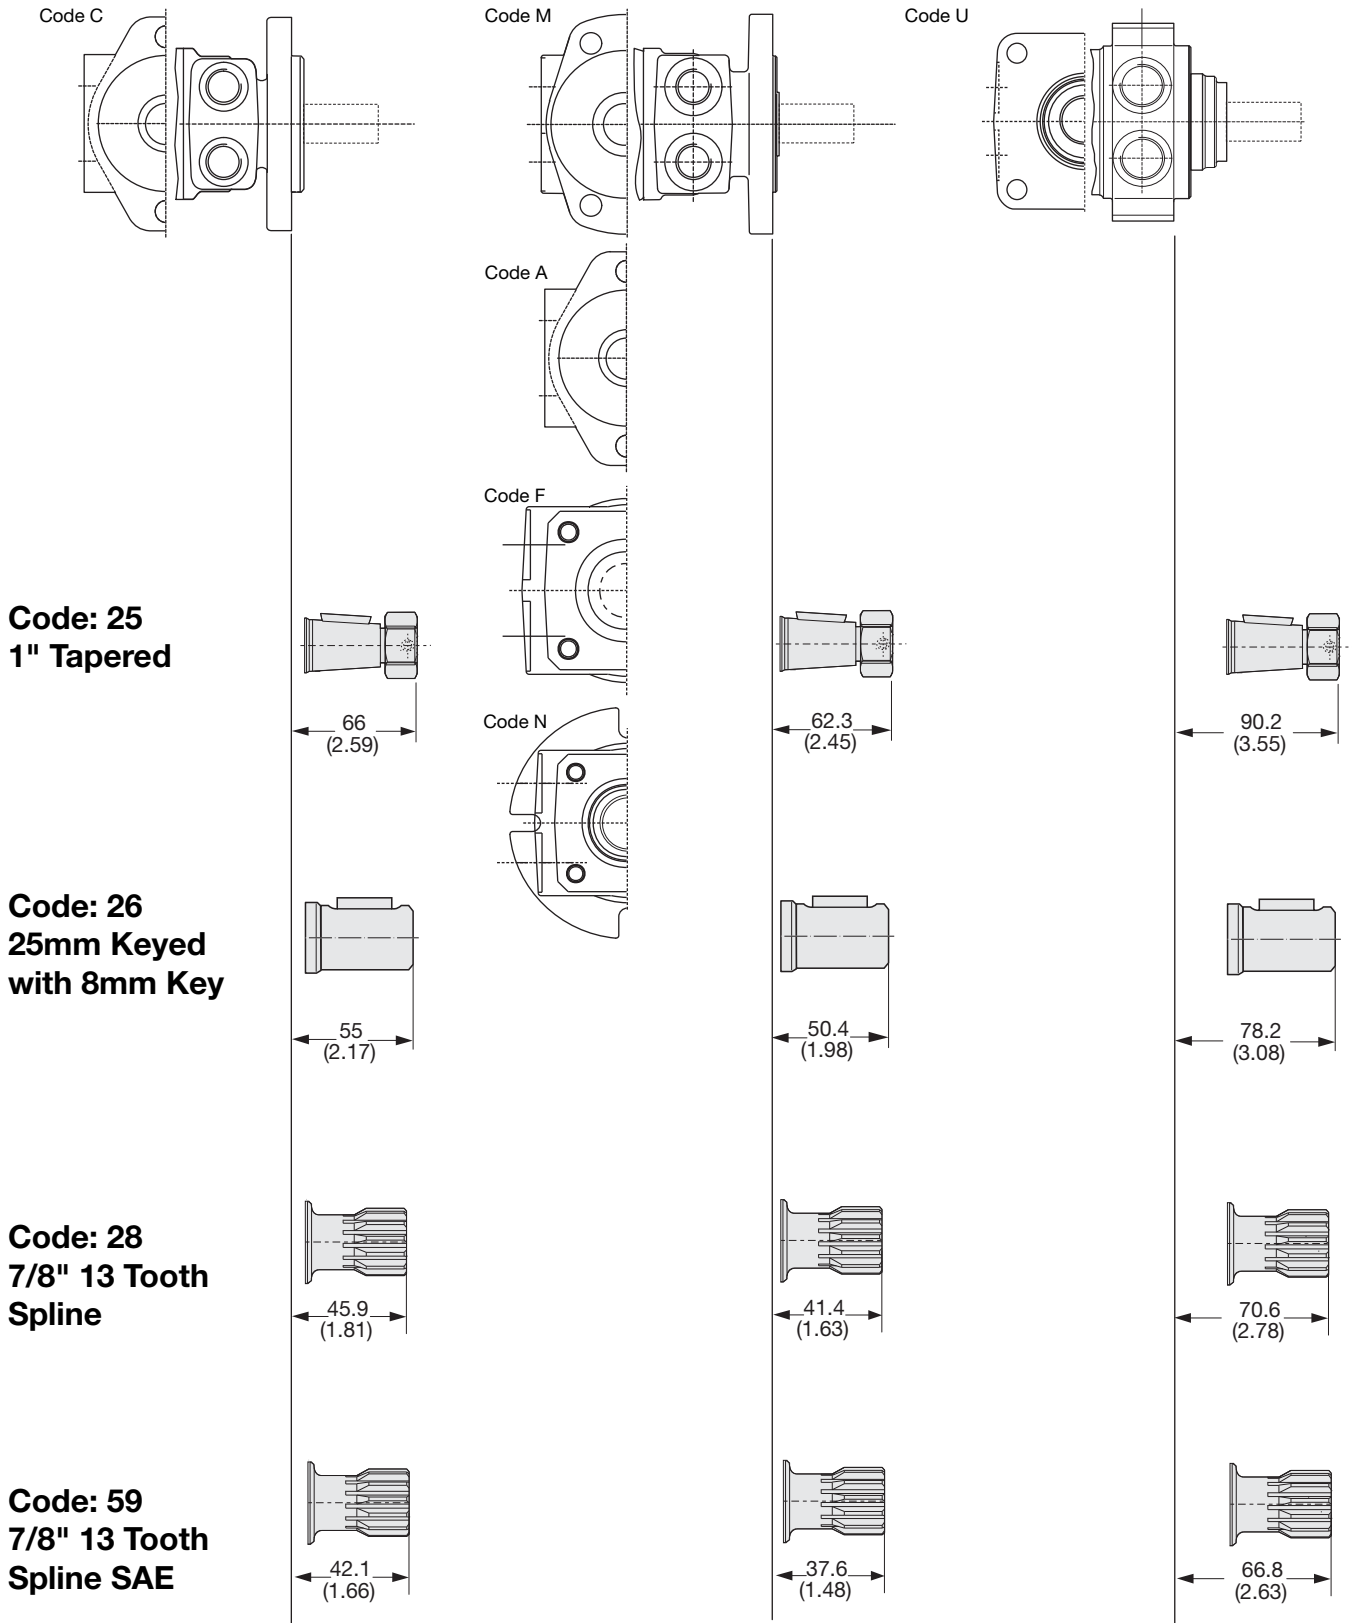 Code C
Code M
Code U
Code A
Code F
Code: 25
1" Tapered
66
(2.59)
Code N
62.3
(2.45)
90.2
(3.55)
Code: 26
25mm Keyed
with 8mm Key
55
(2.17)
50.4
(1.98)
78.2
(3.08)
Code: 28
7/8" 13 Tooth
Spline
45.9
(1.81)
41.4
(1.63)
70.6
(2.78)
Code: 59
7/8" 13 Tooth
Spline SAE
42.1
(1.66)
37.6
(1.48)
66.8
(2.63)